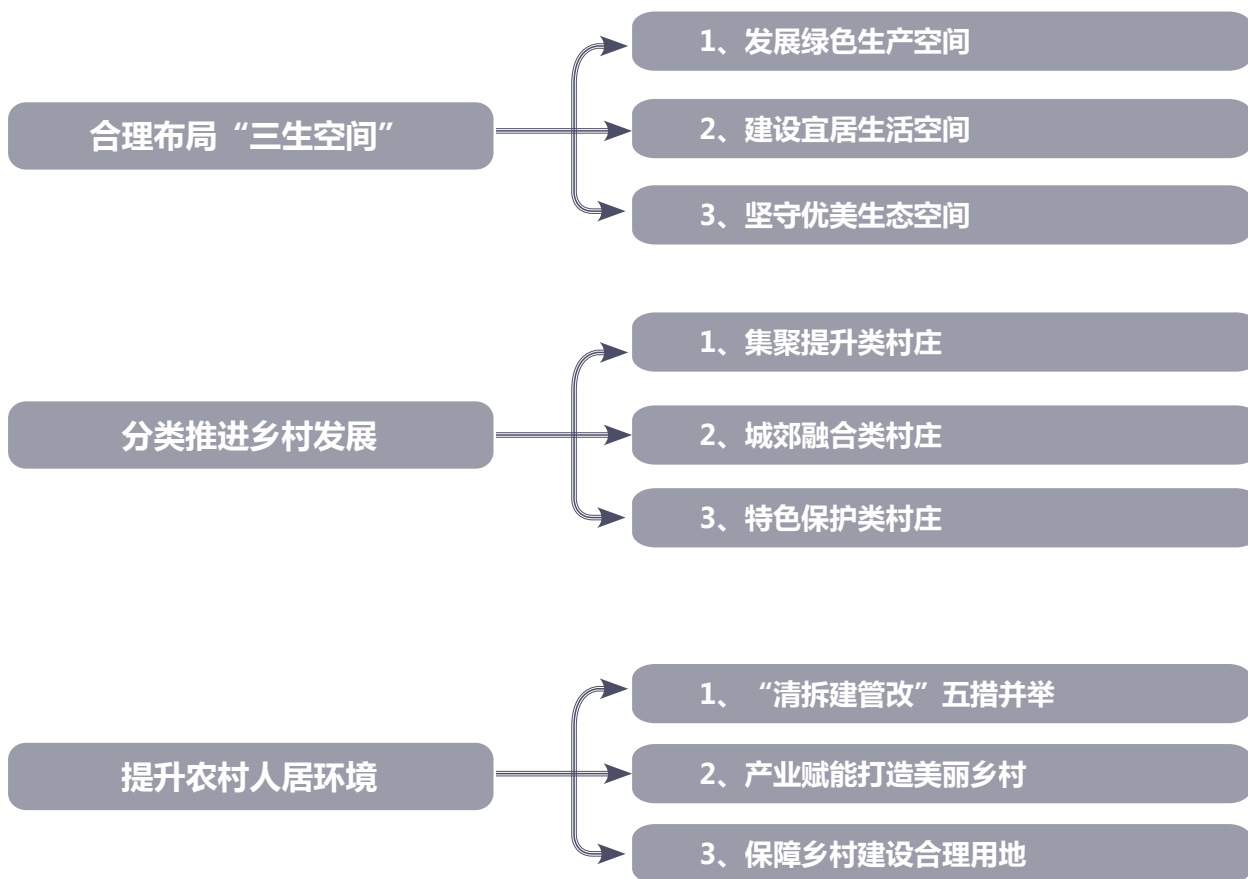 合理布局“三生空间”
1、发展绿色生产空间
2、建设宜居生活空间
3、坚守优美生态空间
分类推进乡村发展
1、集聚提升类村庄
2、城郊融合类村庄
3、特色保护类村庄
提升农村人居环境
1、“清拆建管改”五措并举
2、产业赋能打造美丽乡村
3、保障乡村建设合理用地